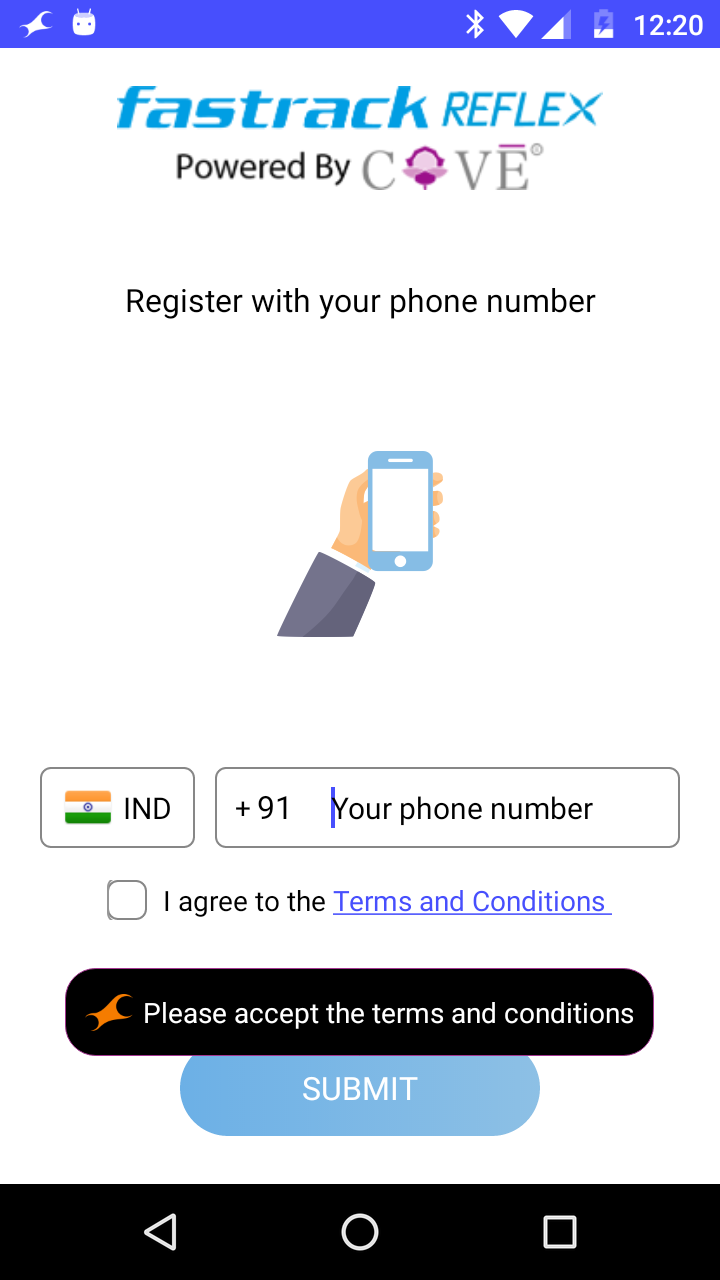 12:20
fastrack REFLEX
Powered By COVĒ®
Register with your phone number
IND
+ 91 Your phone number
I agree to the Terms and Conditions
Please accept the terms and conditions
SUBMIT